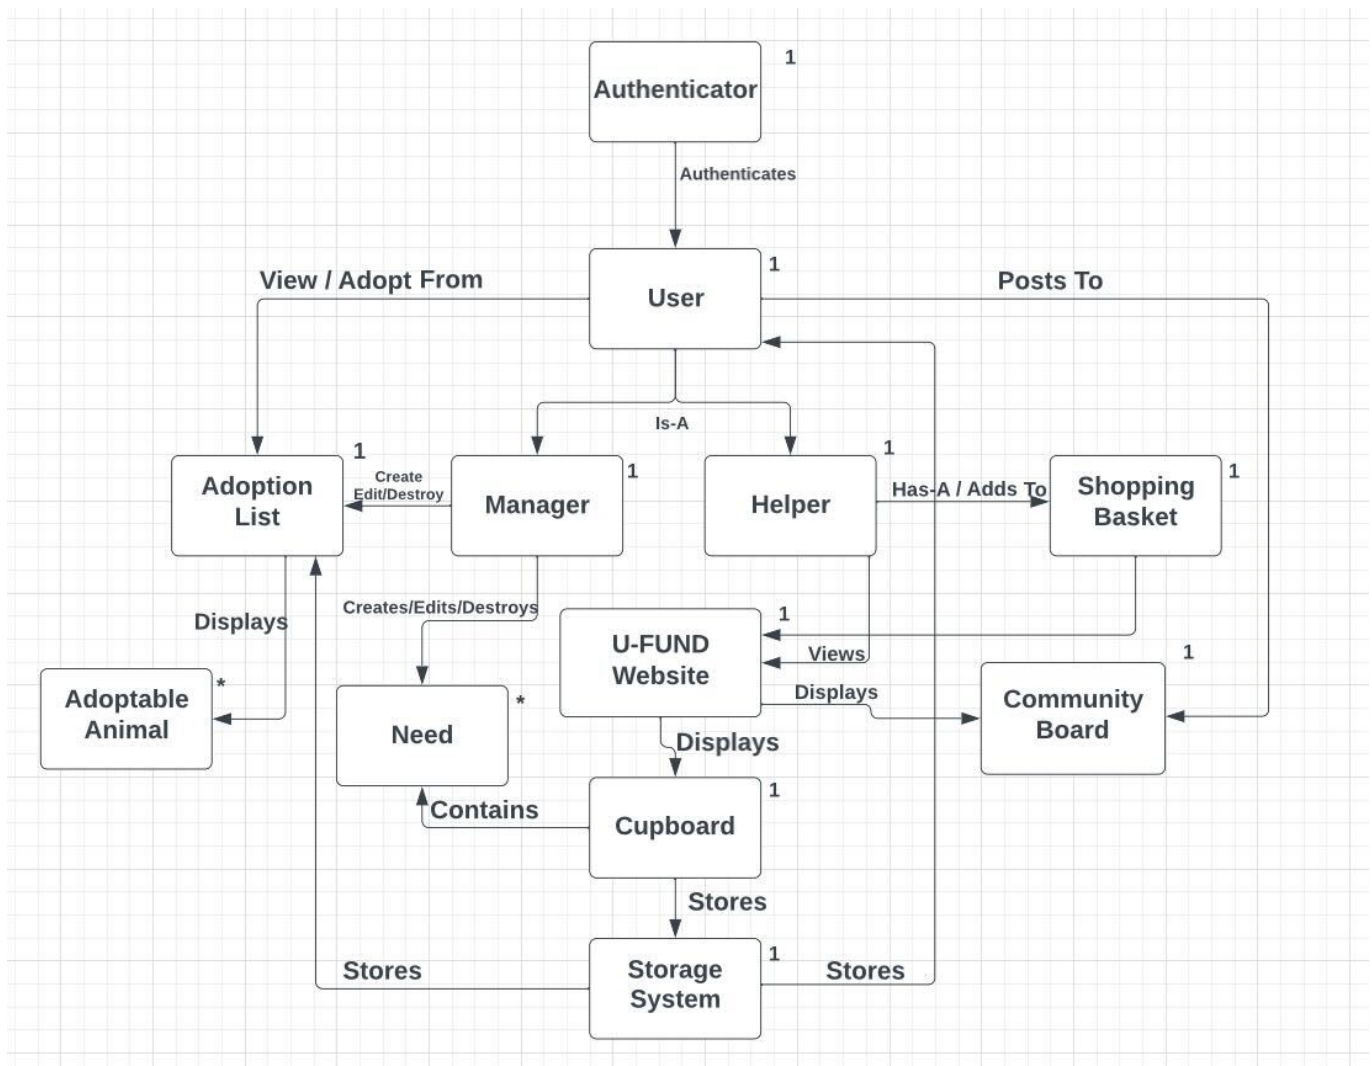 1
Authenticator
Authenticates
1
User
View / Adopt From
Posts To
Is-A
1
Adoption
List
Create
Edit/Destroy
1
Manager
1
Helper
Has-A / Adds To
1
Shopping
Basket
Displays
Creates/Edits/Destroys
1
U-FUND
Website
Views
Displays
1
Community
Board
*
Adoptable
Animal
*
Need
Displays
Contains
1
Cupboard
Stores
1
Storage
System
Stores
Stores